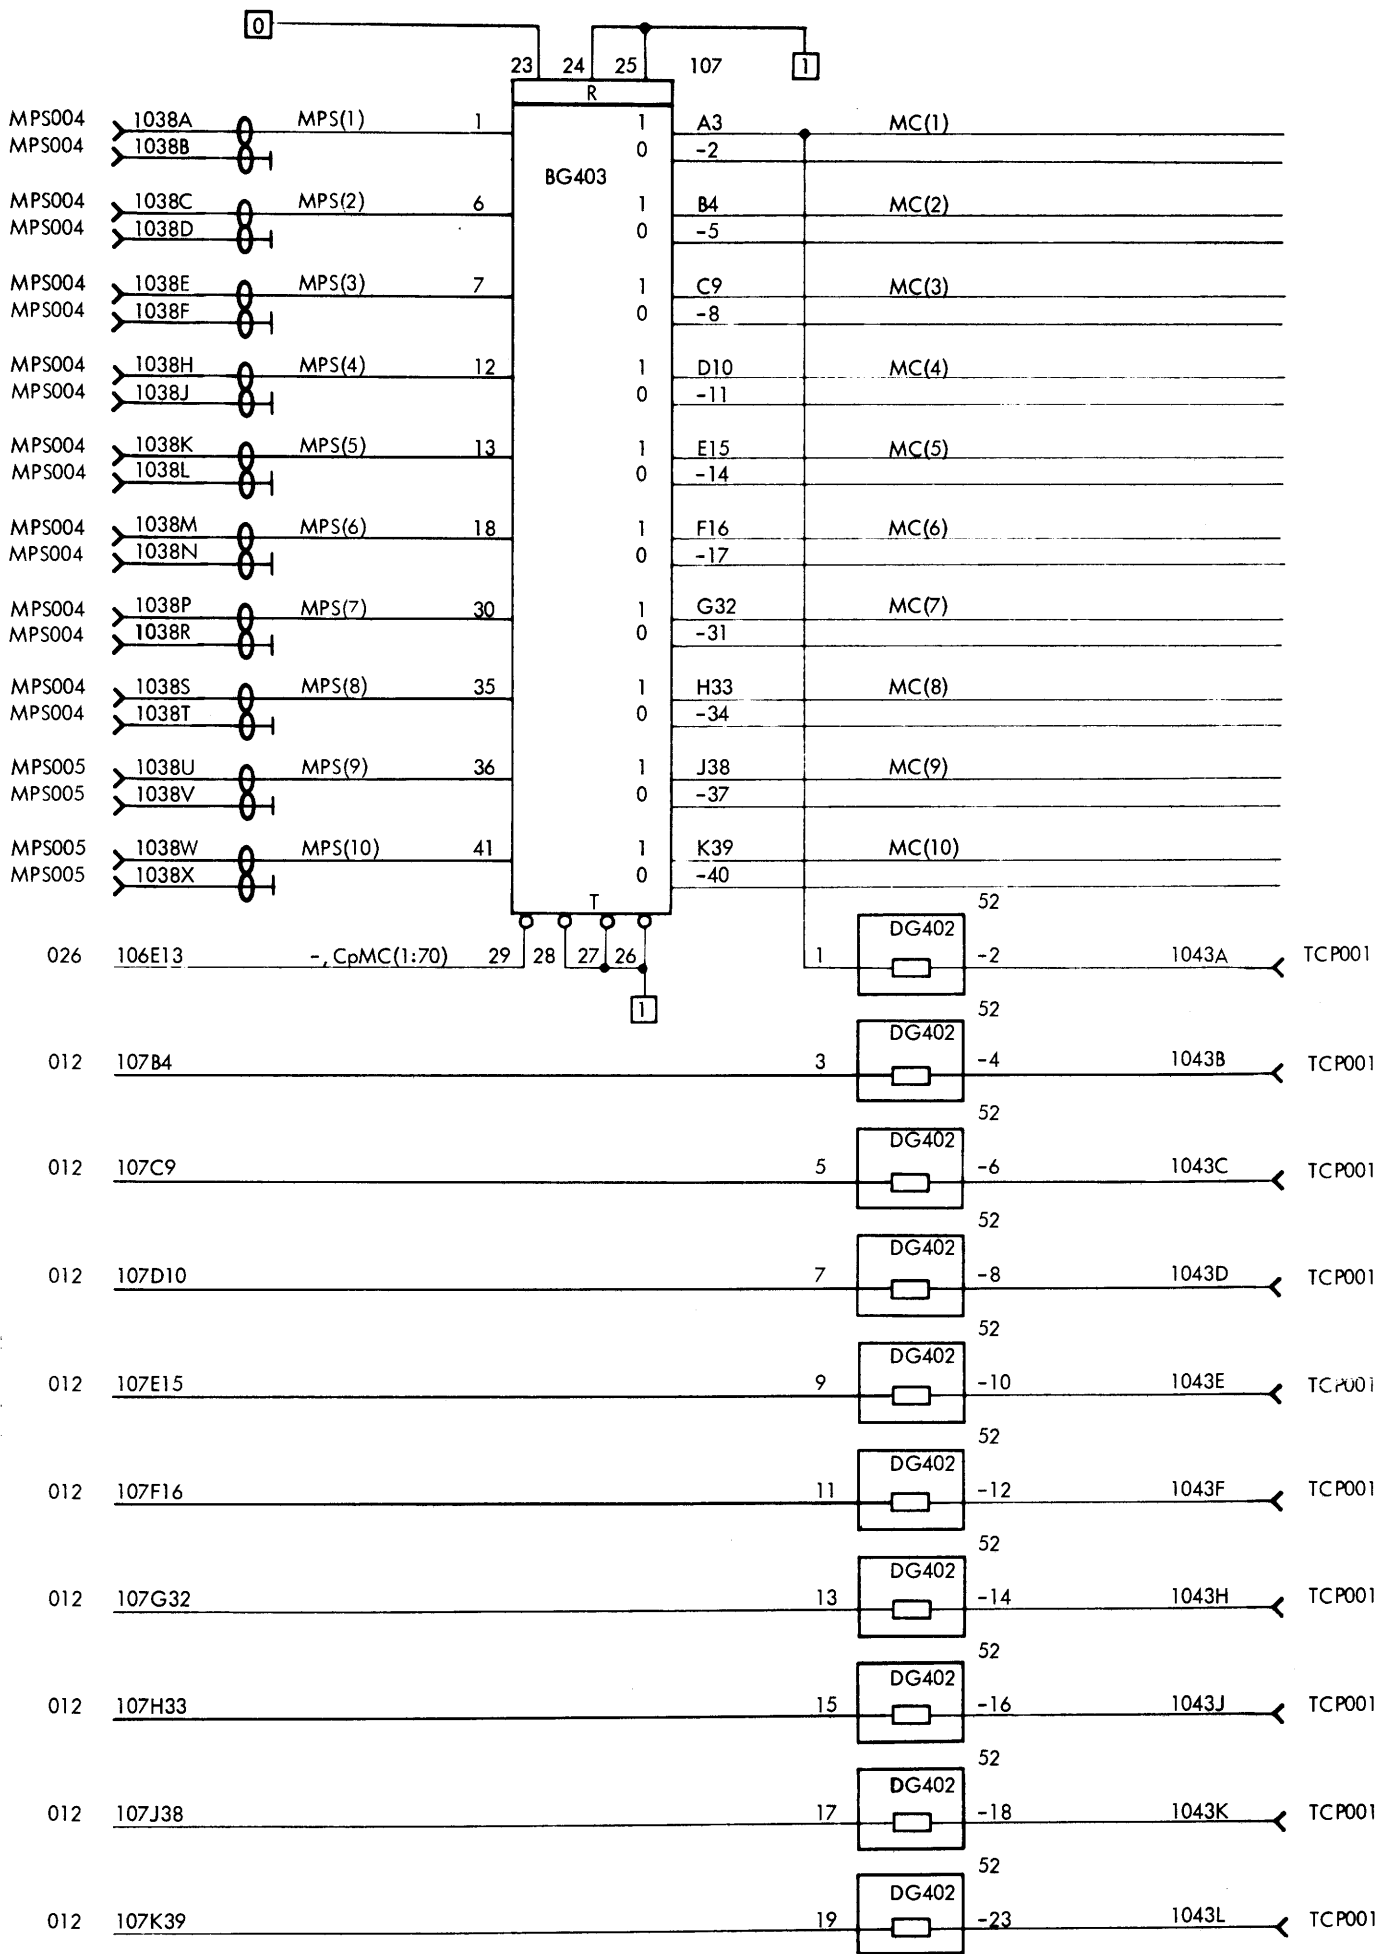 0
23 24 25 107 1
R
MPS004 1038A MPS(1) 1 1 A3 MC(1)
MPS004 1038B 0 -2
BG403
MPS004 1038C MPS(2) 6 1 B4 MC(2)
MPS004 1038D 0 -5
MPS004 1038E MPS(3) 7 1 C9 MC(3)
MPS004 1038F 0 -8
MPS004 1038H MPS(4) 12 1 D10 MC(4)
MPS004 1038J 0 -11
MPS004 1038K MPS(5) 13 1 E15 MC(5)
MPS004 1038L 0 -14
MPS004 1038M MPS(6) 18 1 F16 MC(6)
MPS004 1038N 0 -17
MPS004 1038P MPS(7) 30 1 G32 MC(7)
MPS004 1038R 0 -31
MPS004 1038S MPS(8) 35 1 H33 MC(8)
MPS004 1038T 0 -34
MPS005 1038U MPS(9) 36 1 J38 MC(9)
MPS005 1038V 0 -37
MPS005 1038W MPS(10) 41 1 K39 MC(10)
MPS005 1038X 0 -40
T 52
DG402
026 106E13 -,CpMC(1:70) 29 28 27 26 1 -2 1043A TCP001
1 52
DG402
012 107B4 3 -4 1043B TCP001
52
DG402
012 107C9 5 -6 1043C TCP001
52
DG402
012 107D10 7 -8 1043D TCP001
52
DG402
012 107E15 9 -10 1043E TCP001
52
DG402
012 107F16 11 -12 1043F TCP001
52
DG402
012 107G32 13 -14 1043H TCP001
52
DG402
012 107H33 15 -16 1043J TCP001
52
DG402
012 107J38 17 -18 1043K TCP001
52
DG402
012 107K39 19 -23 1043L TCP001